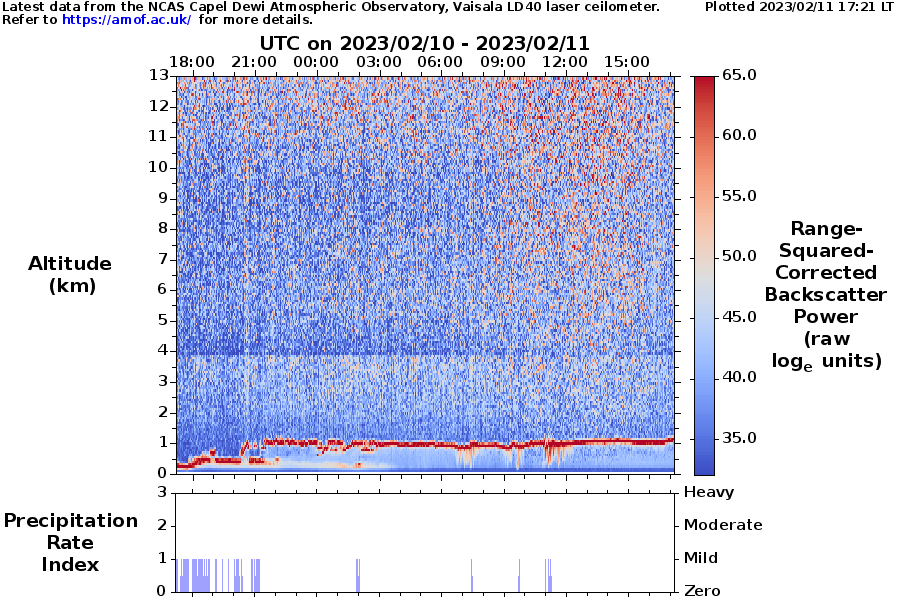 Latest data from the NCAS Capel Dewi Atmospheric Observatory, Vaisala LD40 laser ceilometer. Plotted 2023/02/11 17:21 LT
Refer to https://amof.ac.uk/ for more details.
UTC on 2023/02/10 - 2023/02/11
18:00 21:00 00:00 03:00 06:00 09:00 12:00 15:00
13
12
11
10
9
8
7
6
5
4
3
2
1
0
Altitude
(km)
65.0
60.0
55.0
50.0
45.0
40.0
35.0
Range-
Squared-
Corrected
Backscatter
Power
(raw
logₑ units)
Precipitation
Rate
Index
3
2
1
0
Heavy
Moderate
Mild
Zero